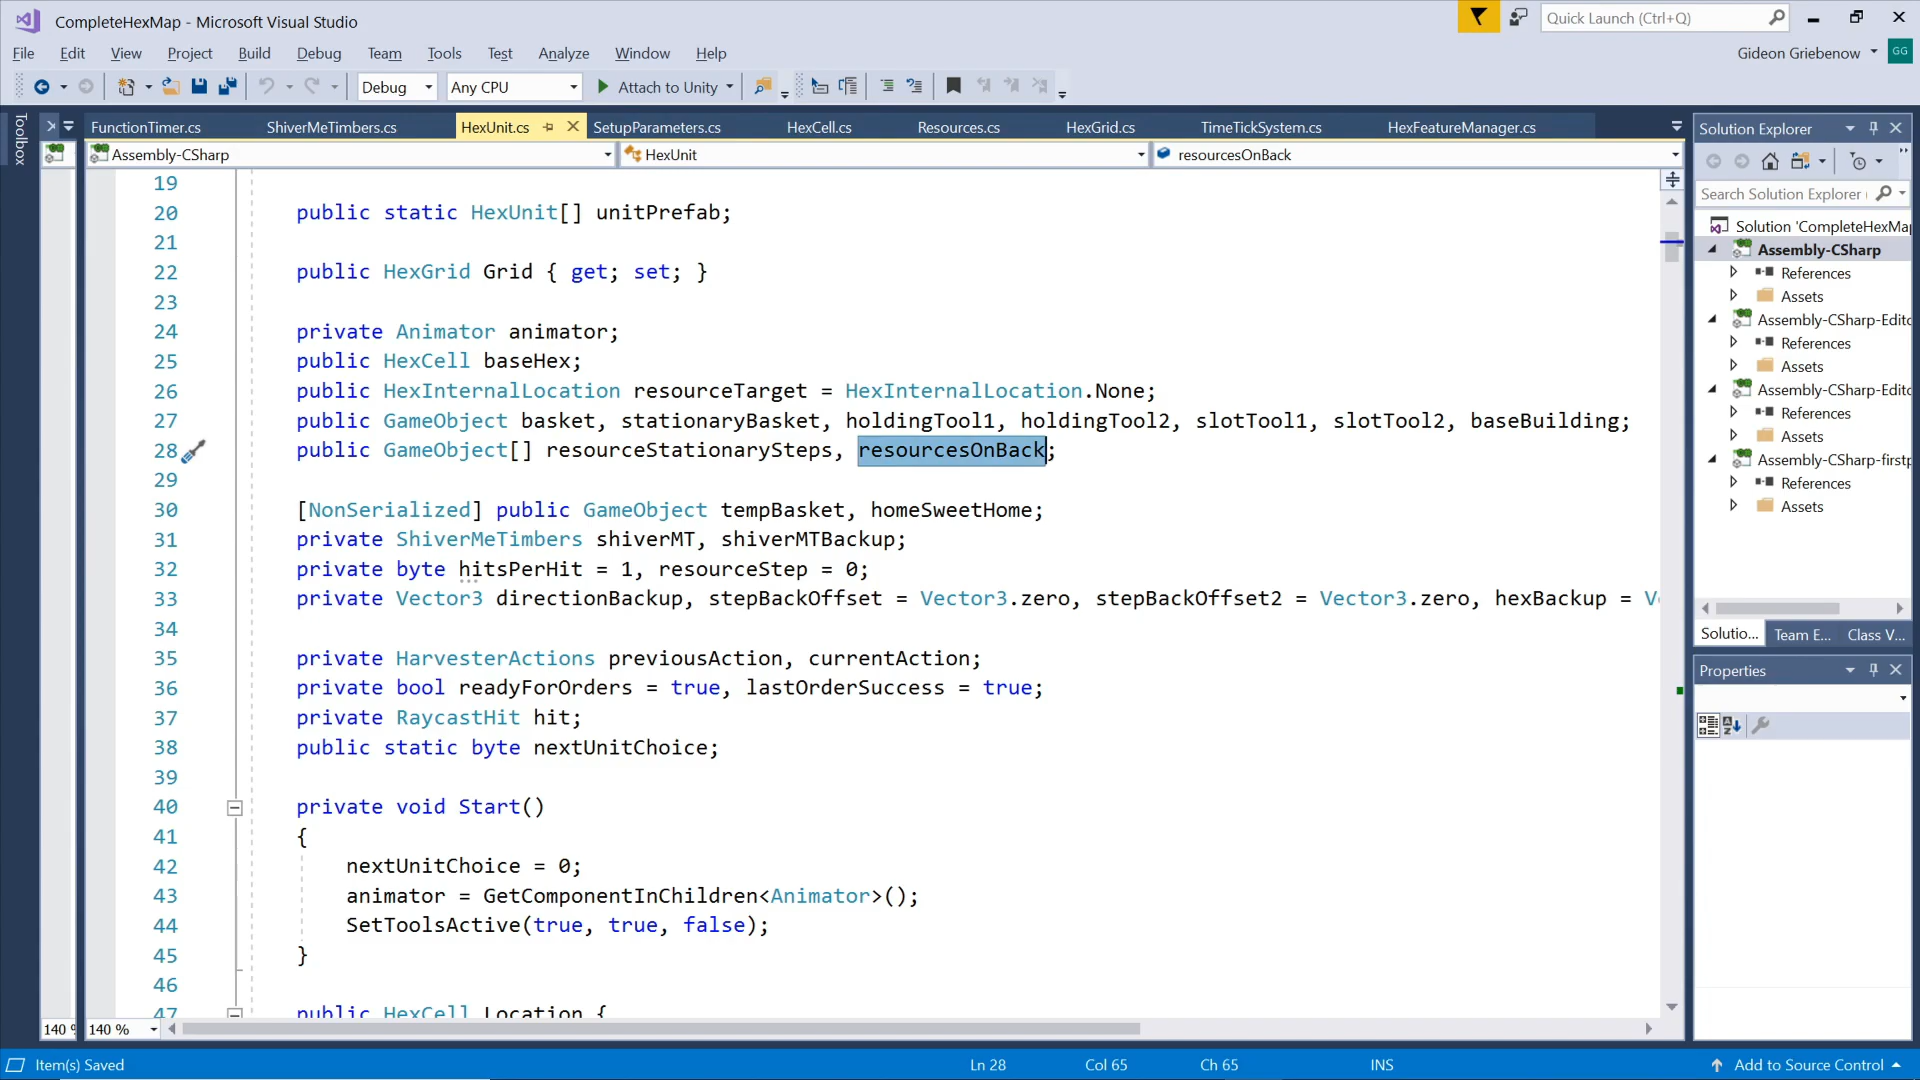 CompleteHexMap - Microsoft Visual Studio
Quick Launch (Ctrl+Q)
File Edit View Project Build Debug Team Tools Test Analyze Window Help
Gideon Griebenow GG
Debug Any CPU Attach to Unity
Toolbox
FunctionTimer.cs ShiverMeTimbers.cs HexUnit.cs SetupParameters.cs HexCell.cs Resources.cs HexGrid.cs TimeTickSystem.cs HexFeatureManager.cs
Assembly-CSharp HexUnit resourcesOnBack
19
20 public static HexUnit[] unitPrefab;
21
22 public HexGrid Grid { get; set; }
23
24 private Animator animator;
25 public HexCell baseHex;
26 public HexInternalLocation resourceTarget = HexInternalLocation.None;
27 public GameObject basket, stationaryBasket, holdingTool1, holdingTool2, slotTool1, slotTool2, baseBuilding;
28 public GameObject[] resourceStationarySteps, resourcesOnBack;
29
30 [NonSerialized] public GameObject tempBasket, homeSweetHome;
31 private ShiverMeTimbers shiverMT, shiverMTBackup;
32 private byte hitsPerHit = 1, resourceStep = 0;
33 private Vector3 directionBackup, stepBackOffset = Vector3.zero, stepBackOffset2 = Vector3.zero, hexBackup =
34
35 private HarvesterActions previousAction, currentAction;
36 private bool readyForOrders = true, lastOrderSuccess = true;
37 private RaycastHit hit;
38 public static byte nextUnitChoice;
39
40 private void Start()
41 {
42 nextUnitChoice = 0;
43 animator = GetComponentInChildren<Animator>();
44 SetToolsActive(true, true, false);
45 }
46
47 public HexCell Location {
140 % 140 %
Solution Explorer
Search Solution Explorer (
Solution 'CompleteHexMap
Assembly-CSharp
References
Assets
Assembly-CSharp-Edito
References
Assets
Assembly-CSharp-Edito
References
Assets
Assembly-CSharp-firstp
References
Assets
Solutio... Team E... Class V...
Properties
Item(s) Saved Ln 28 Col 65 Ch 65 INS Add to Source Control